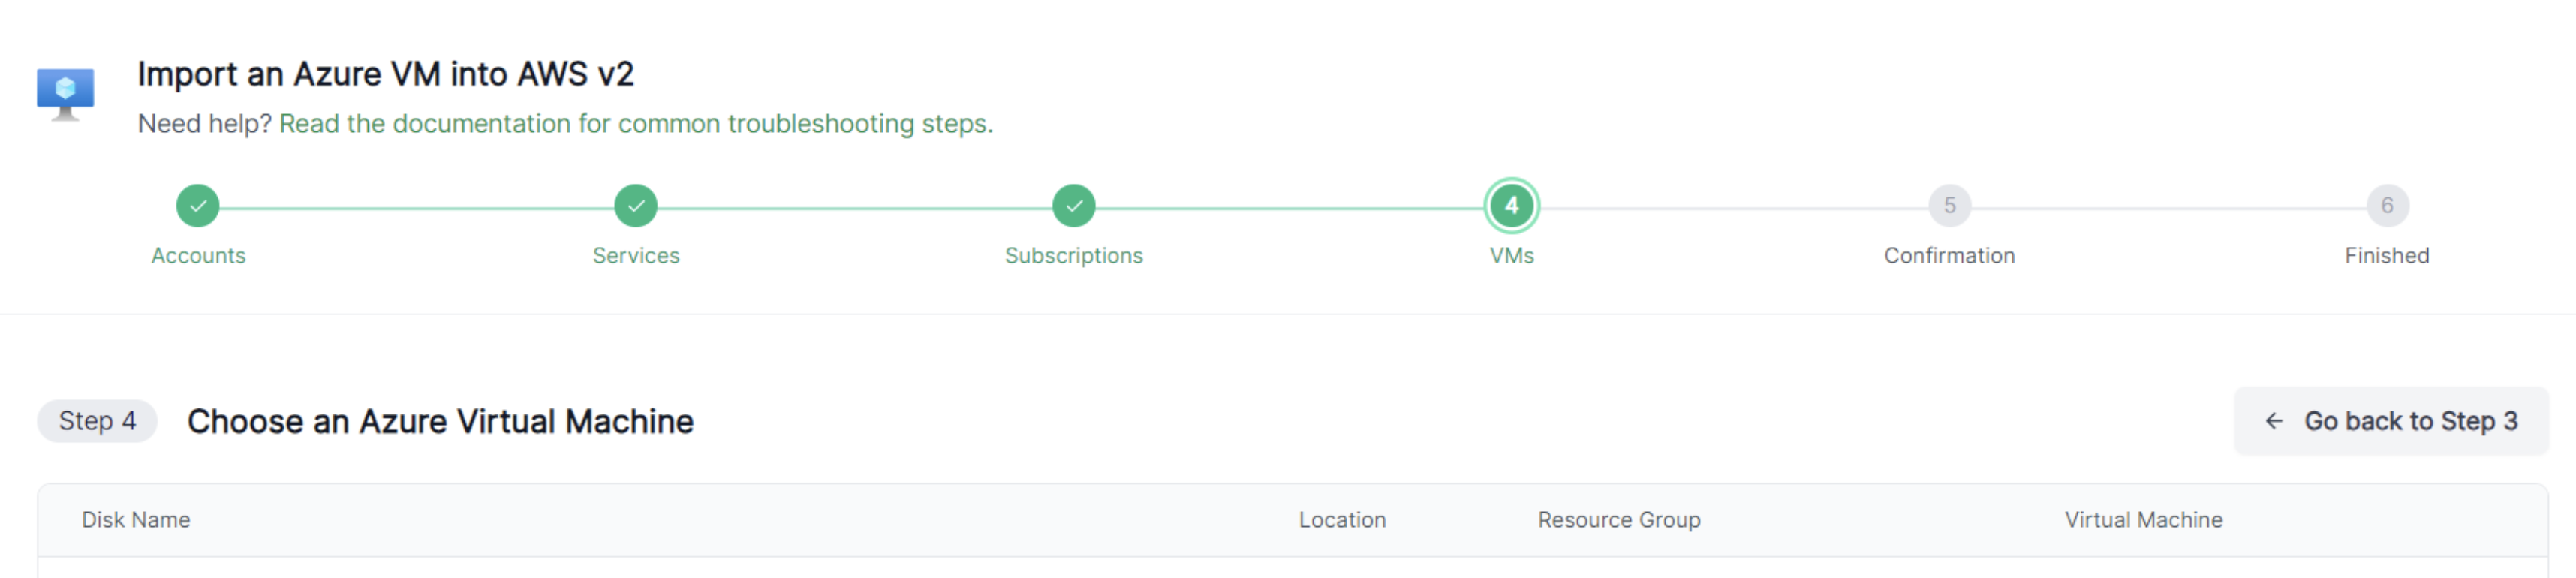 Import an Azure VM into AWS v2
Need help? Read the documentation for common troubleshooting steps.
4 5 6
Accounts Services Subscriptions VMs Confirmation Finished
Step 4 Choose an Azure Virtual Machine ← Go back to Step 3
Disk Name Location Resource Group Virtual Machine